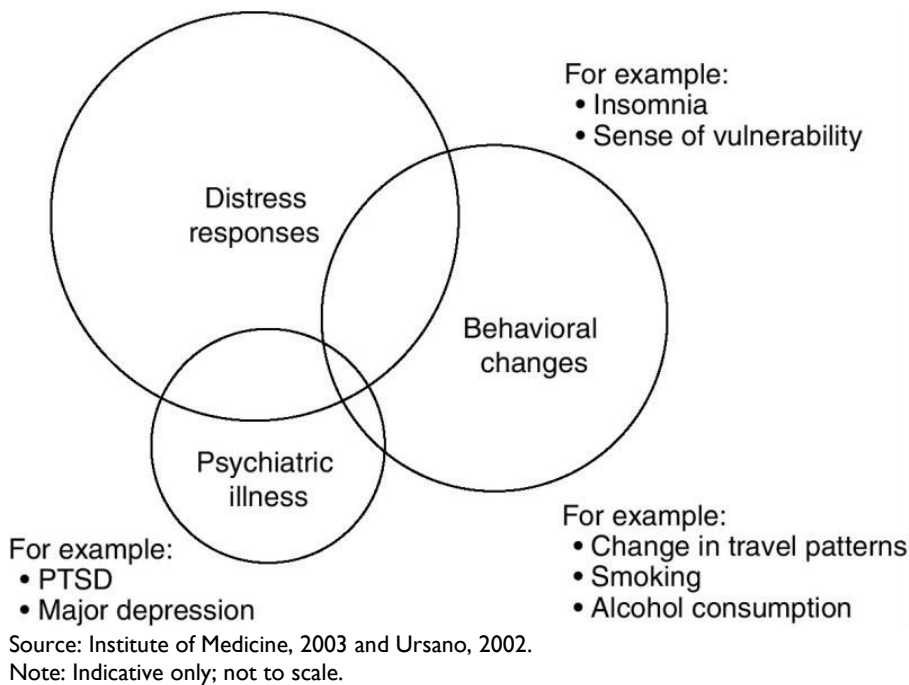 For example:
• Insomnia
• Sense of vulnerability
Distress
responses
Behavioral
changes
Psychiatric
illness
For example:
• Change in travel patterns
• Smoking
• Alcohol consumption
For example:
• PTSD
• Major depression
Source: Institute of Medicine, 2003 and Ursano, 2002.
Note: Indicative only; not to scale.